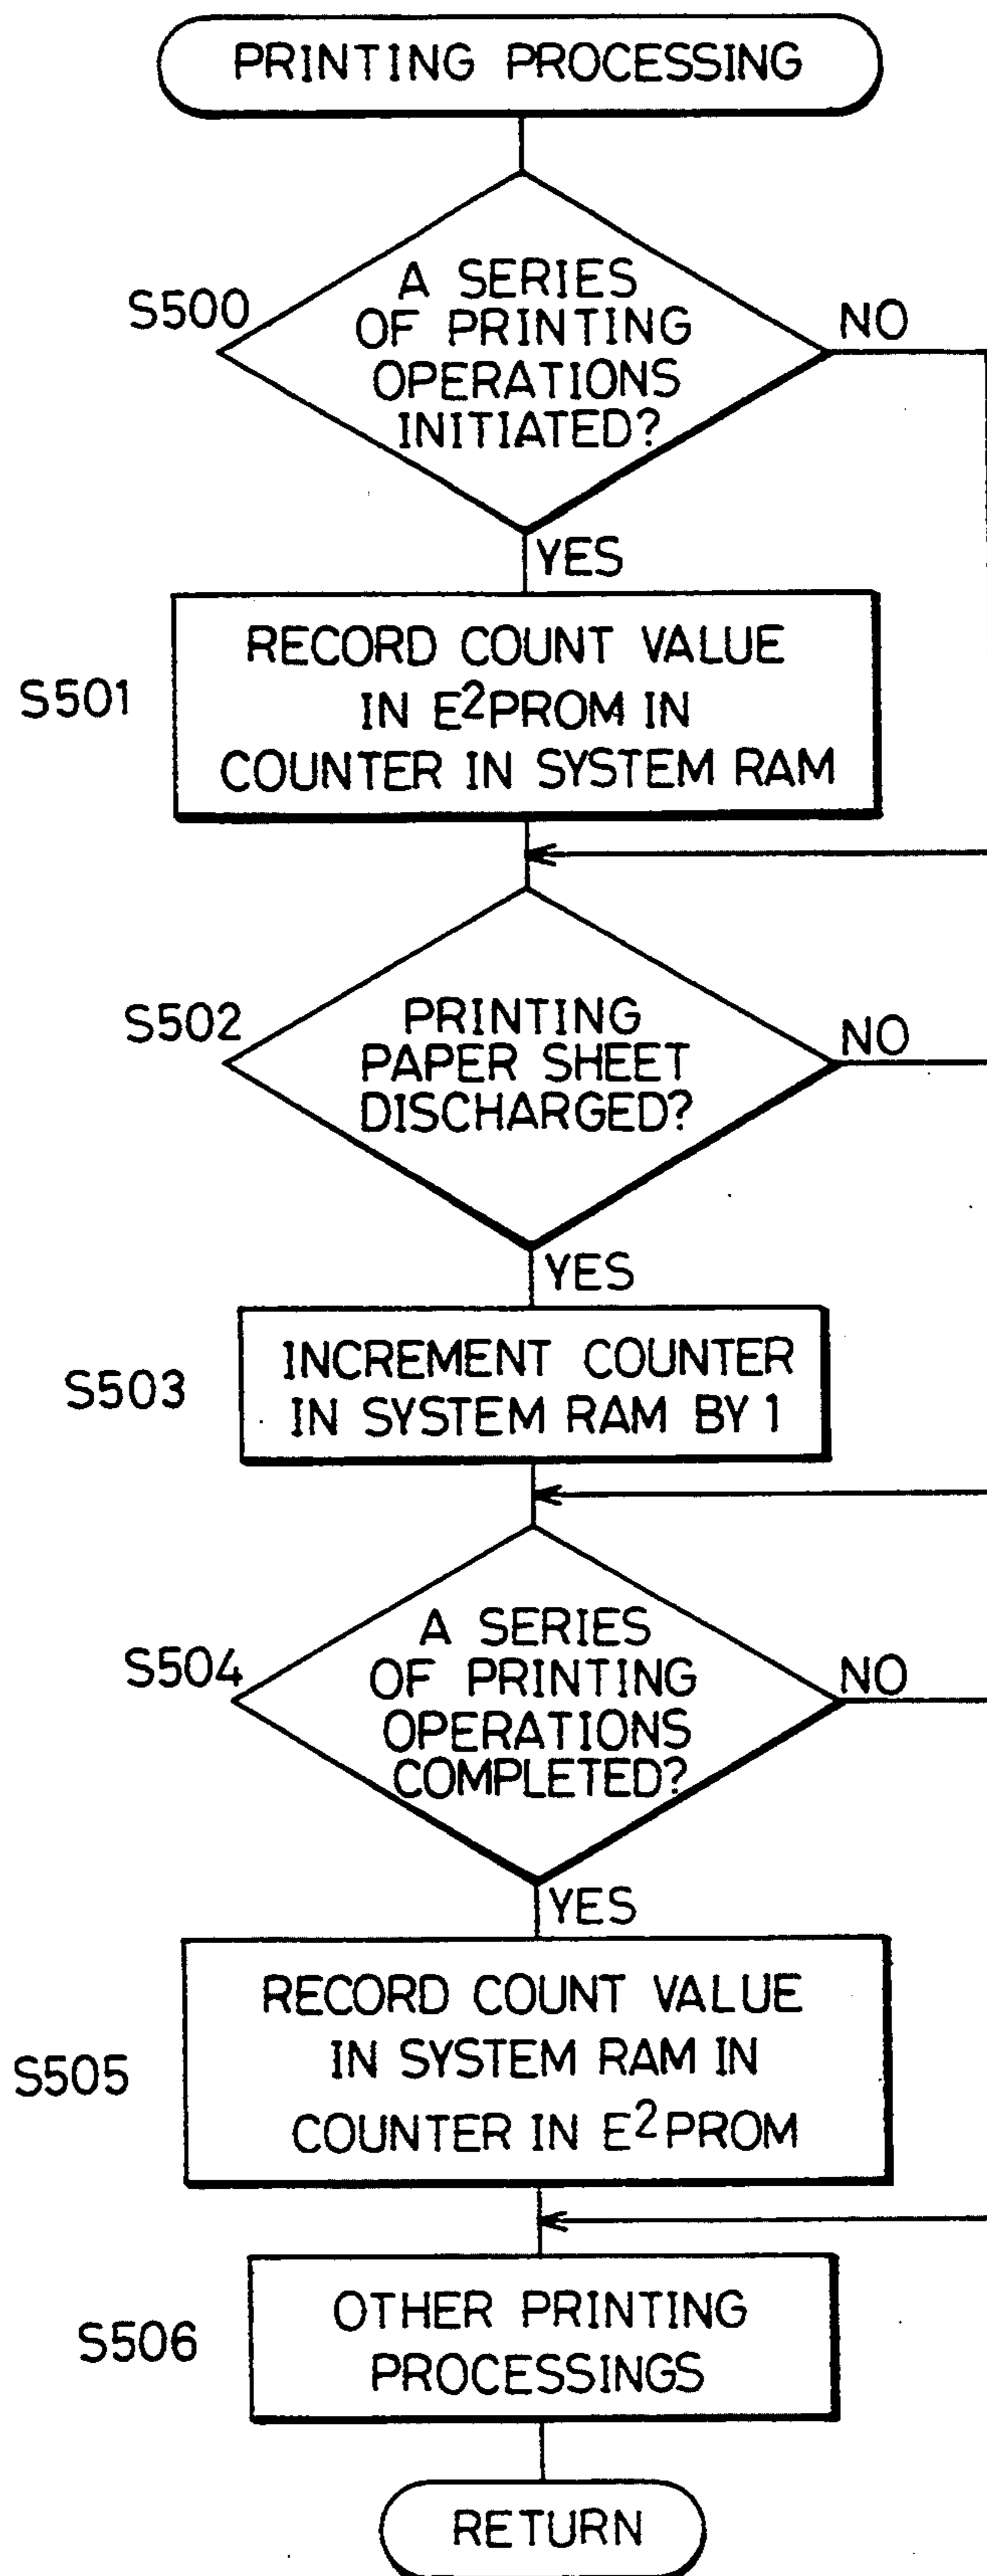 PRINTING PROCESSING
S500
A SERIES
OF PRINTING
OPERATIONS
INITIATED?
NO
YES
S501
RECORD COUNT VALUE
IN E²PROM IN
COUNTER IN SYSTEM RAM
S502
PRINTING
PAPER SHEET
DISCHARGED?
NO
YES
S503
INCREMENT COUNTER
IN SYSTEM RAM BY 1
S504
A SERIES
OF PRINTING
OPERATIONS
COMPLETED?
NO
YES
S505
RECORD COUNT VALUE
IN SYSTEM RAM IN
COUNTER IN E²PROM
S506
OTHER PRINTING
PROCESSINGS
RETURN